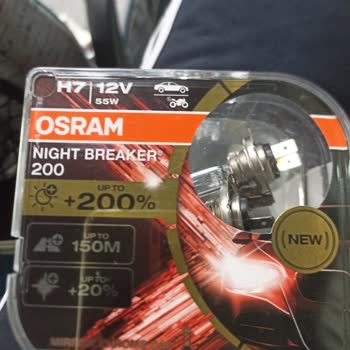 H7 | 12V
55W
OSRAM
NIGHT BREAKER
200
UP TO
+200%
UP TO
150M
UP TO
+20%
NEW